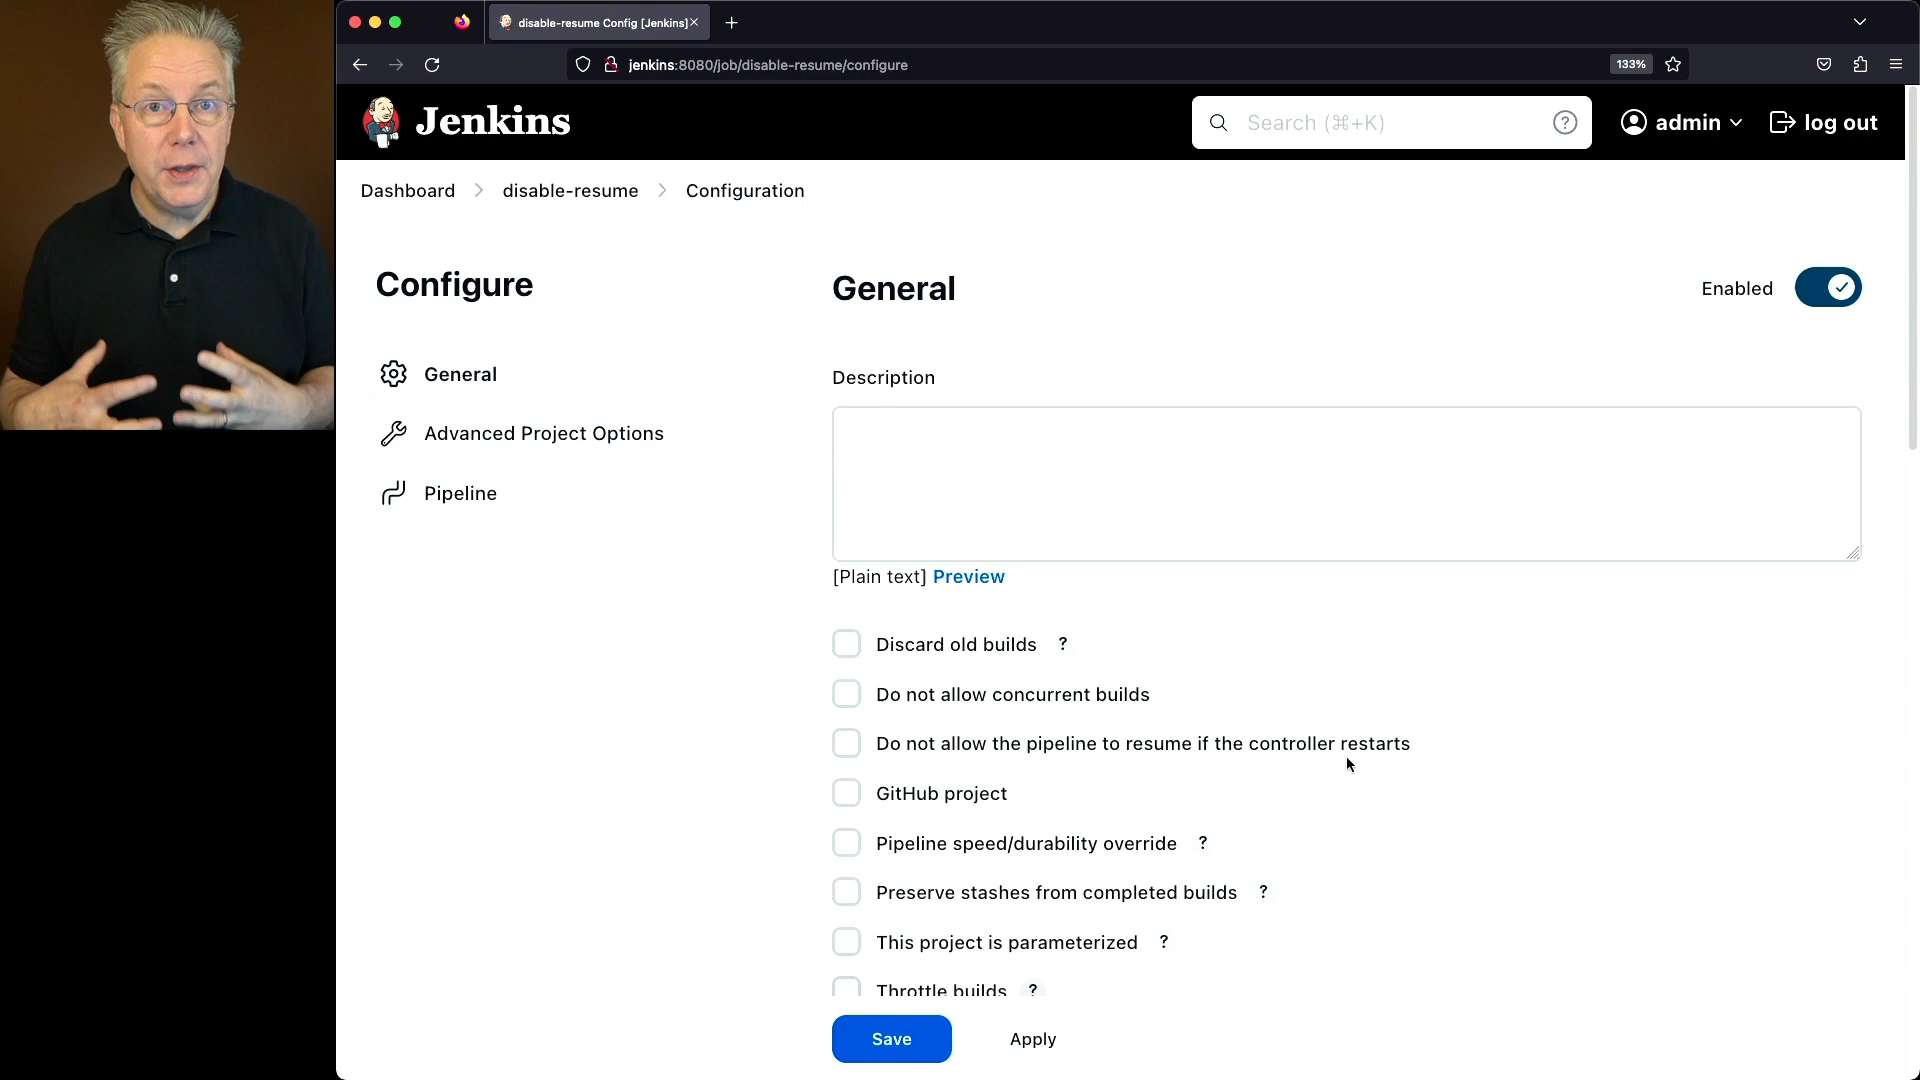 disable-resume Config [Jenkins]
jenkins:8080/job/disable-resume/configure
133%
Jenkins
Search (⌘+K)
admin
log out
Dashboard
disable-resume
Configuration
Configure
General
Enabled
General
Advanced Project Options
Pipeline
Description
[Plain text] Preview
Discard old builds ?
Do not allow concurrent builds
Do not allow the pipeline to resume if the controller restarts
GitHub project
Pipeline speed/durability override ?
Preserve stashes from completed builds ?
This project is parameterized ?
Throttle builds ?
Save
Apply